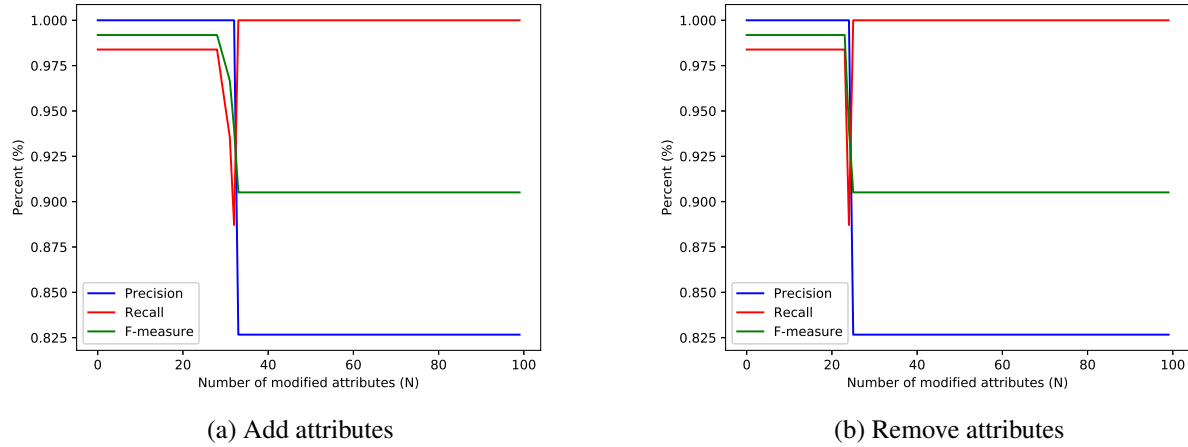 1.000
0.975
0.950
0.925
0.900
0.875
0.850
0.825
Percent (%)
Precision
Recall
F-measure
0 20 40 60 80 100
Number of modified attributes (N)
(a) Add attributes
1.000
0.975
0.950
0.925
0.900
0.875
0.850
0.825
Percent (%)
Precision
Recall
F-measure
0 20 40 60 80 100
Number of modified attributes (N)
(b) Remove attributes